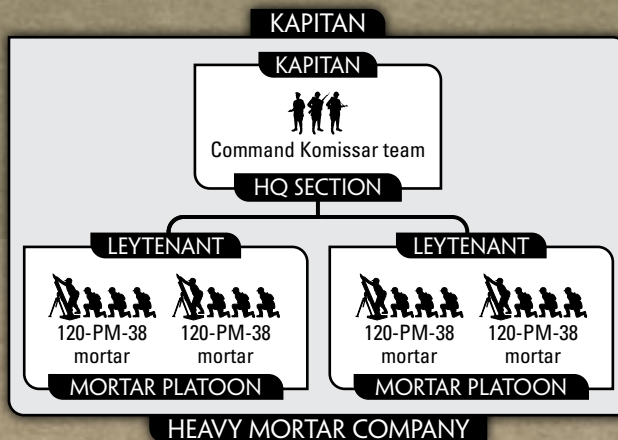 KAPITAN
KAPITAN
Command Komissar team
HQ SECTION
LEYTENANT
120-PM-38
mortar
120-PM-38
mortar
MORTAR PLATOON
LEYTENANT
120-PM-38
mortar
120-PM-38
mortar
MORTAR PLATOON
HEAVY MORTAR COMPANY